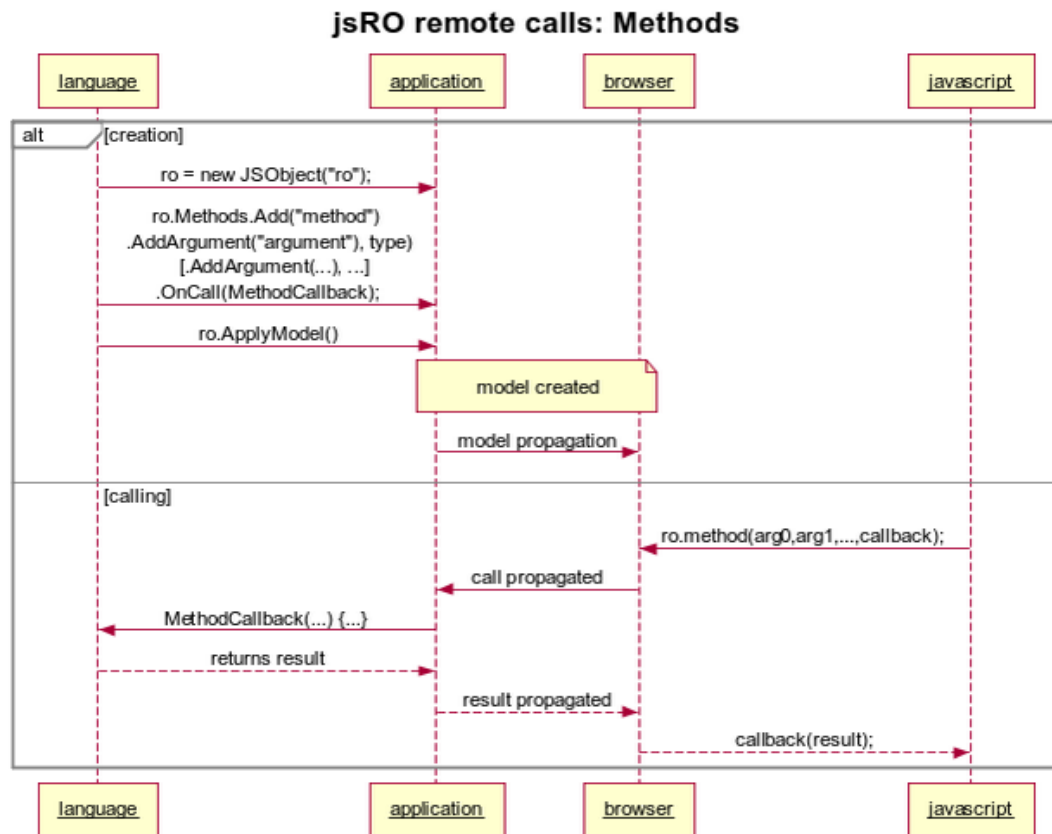 jsRO remote calls: Methods
language
application
browser
javascript
alt
[creation]
ro = new JSObject("ro");
ro.Methods.Add("method")
.AddArgument("argument"), type)
[.AddArgument(...), ...]
.OnCall(MethodCallback);
ro.ApplyModel()
model created
model propagation
[calling]
ro.method(arg0,arg1,...,callback);
call propagated
MethodCallback(...) {...}
returns result
result propagated
callback(result);
language
application
browser
javascript